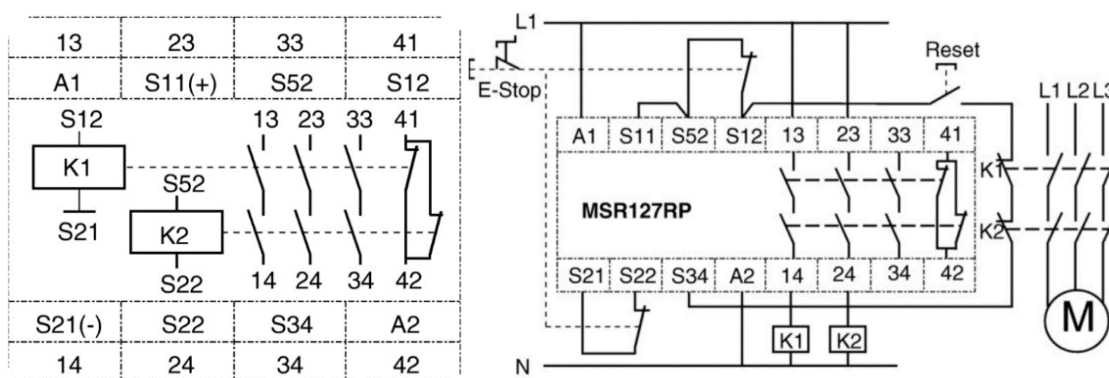 13 23 33 41
A1 S11(+) S52 S12
S12 13 23 33 41
K1
S52
S21 K2
S22 14 24 34 42
S21(-) S22 S34 A2
14 24 34 42
L1
E-Stop
Reset
L1 L2 L3
A1 S11 S52 S12 13 23 33 41
K1
MSR127RP
K2
S21 S22 S34 A2 14 24 34 42
M
K1 K2
N